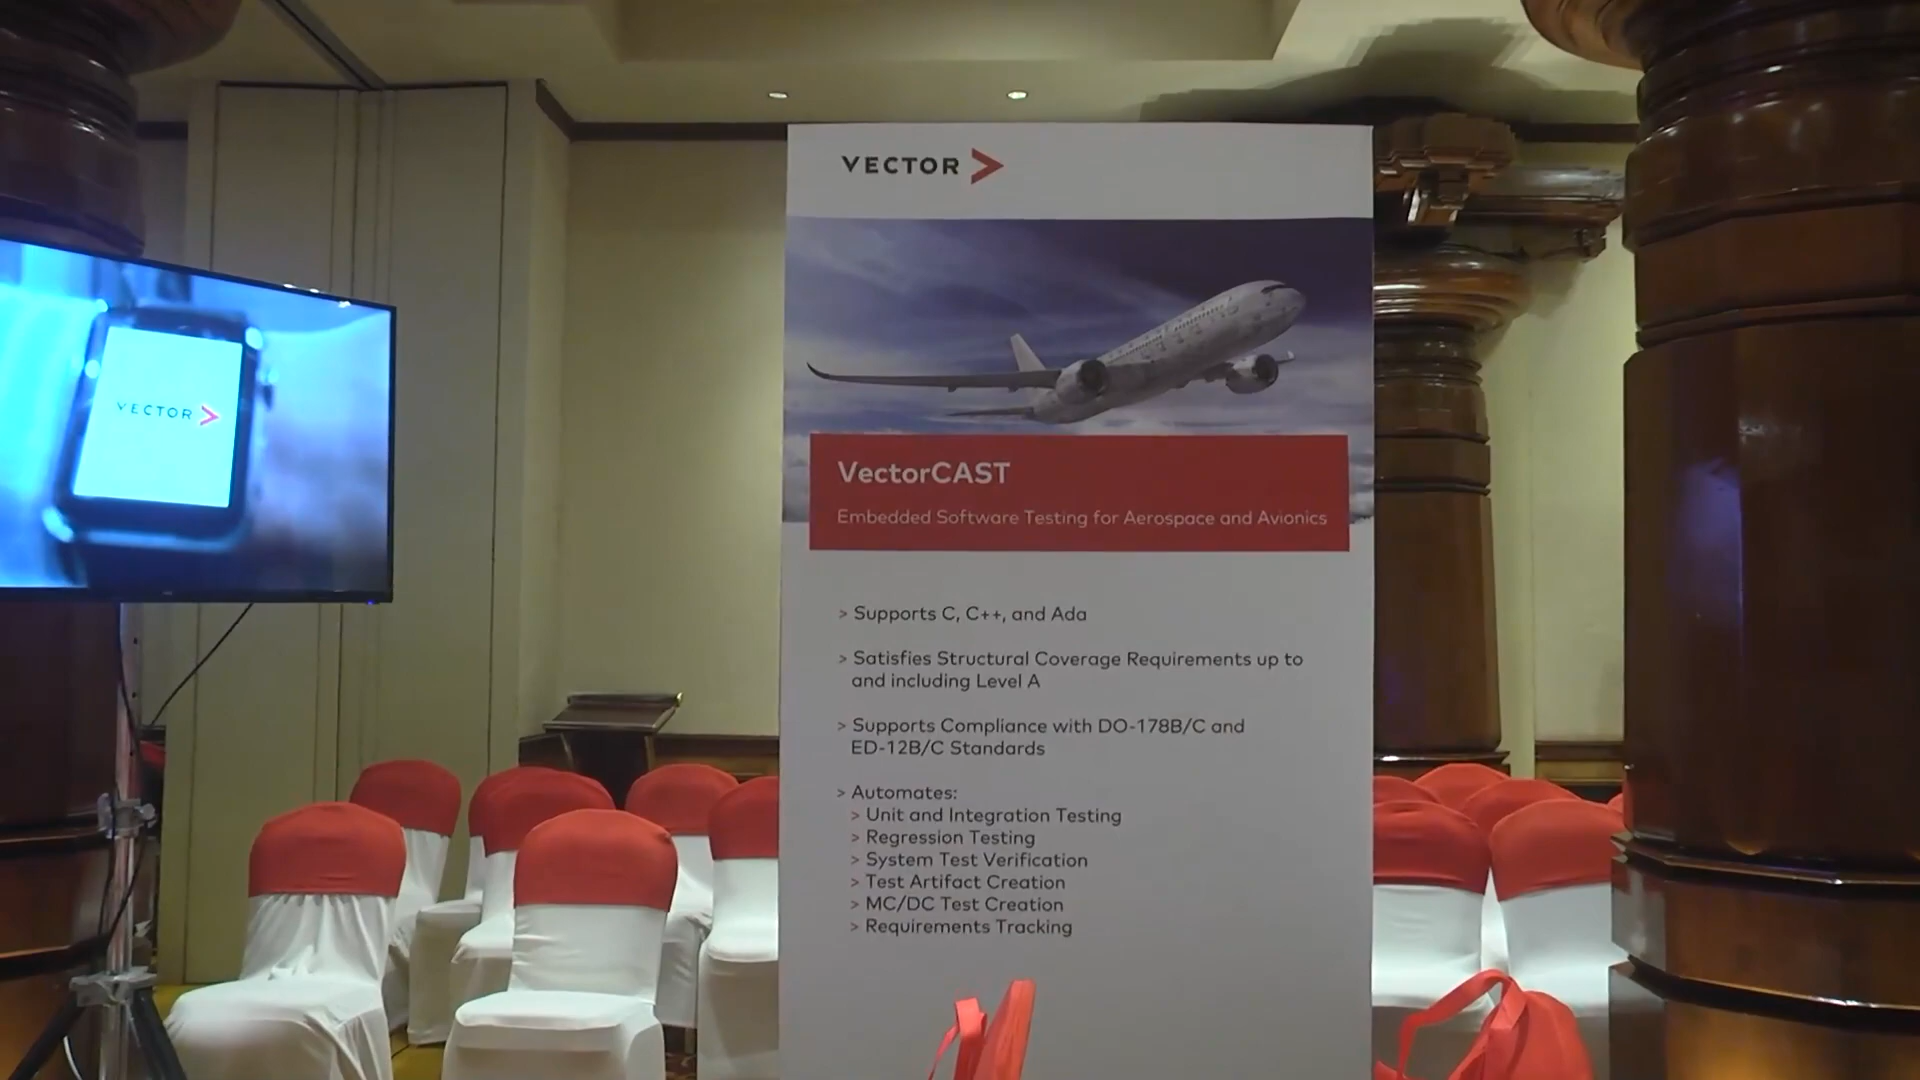 VECTOR
VECTOR
VectorCAST
Embedded Software Testing for Aerospace and Avionics
> Supports C, C++, and Ada
> Satisfies Structural Coverage Requirements up to
and including Level A
> Supports Compliance with DO-178B/C and
ED-12B/C Standards
> Automates:
> Unit and Integration Testing
> Regression Testing
> System Test Verification
> Test Artifact Creation
> MC/DC Test Creation
> Requirements Tracking